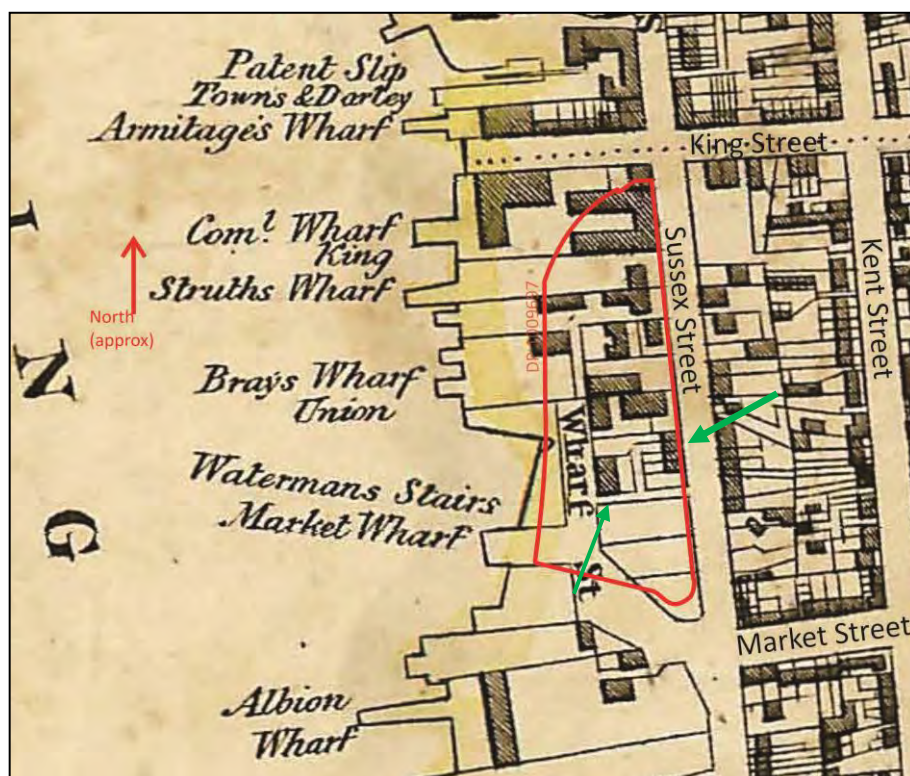 Patent Slip
Towns & Darley
Armitage's Wharf
King Street
Com.l Wharf
King
Struths Wharf
Sussex Street
Kent Street
North
(approx)
I
N
G
Brays Wharf
Union
Wharf
St
Watermans Stairs
Market Wharf
Market Street
Albion
Wharf